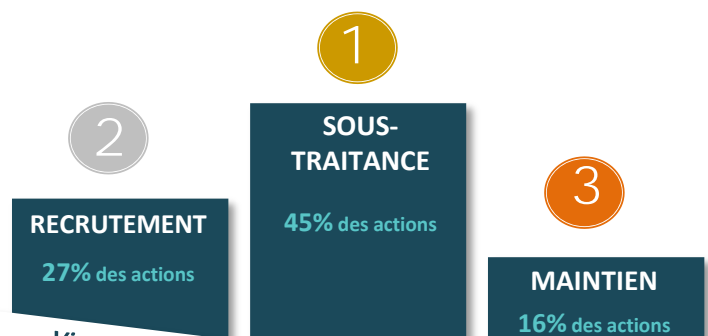 1
2
SOUS-
TRAITANCE
3
RECRUTEMENT
45% des actions
27% des actions
MAINTIEN
16% des actions